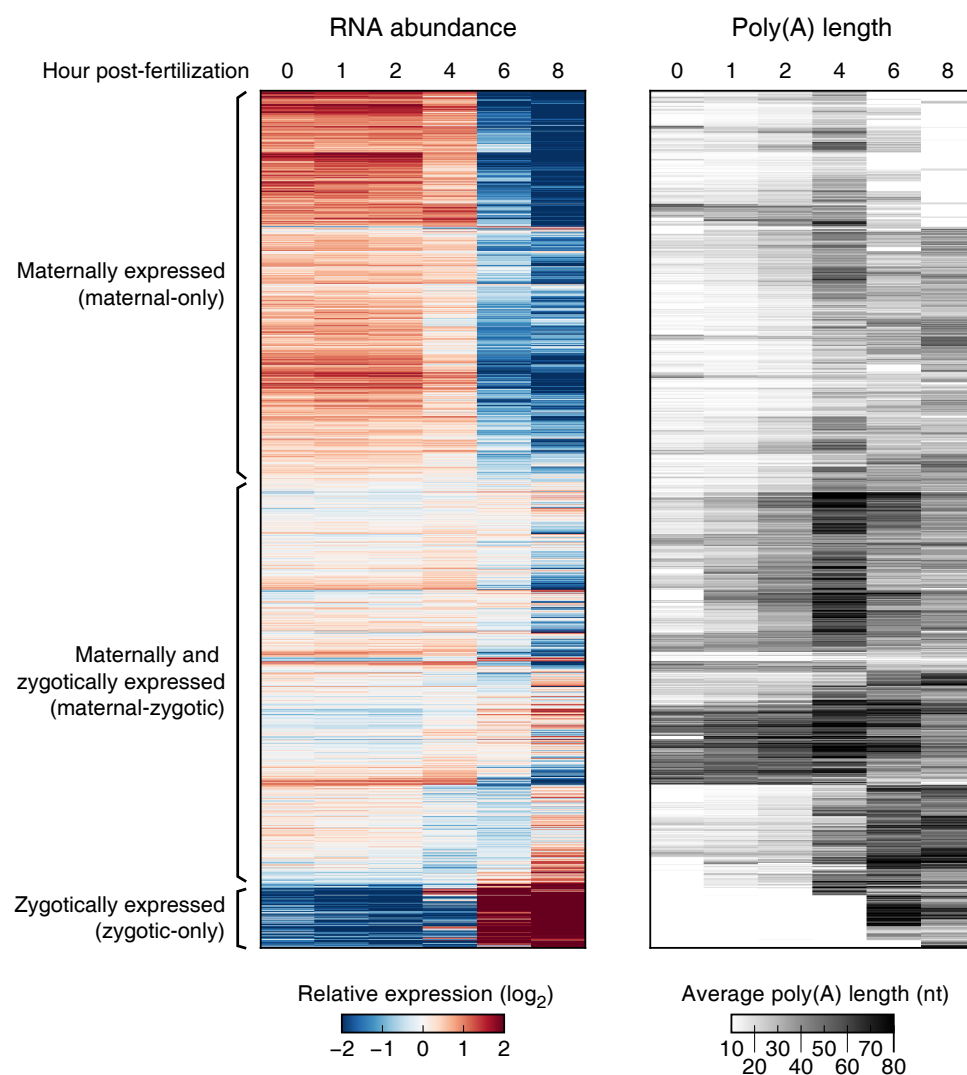 RNA abundance
Poly(A) length
Hour post-fertilization
0 1 2 4 6 8
0 1 2 4 6 8
Maternally expressed
(maternal-only)
Maternally and
zygotically expressed
(maternal-zygotic)
Zygotically expressed
(zygotic-only)
Relative expression (log2)
−2 −1 0 1 2
Average poly(A) length (nt)
10 30 50 70
20 40 60 80